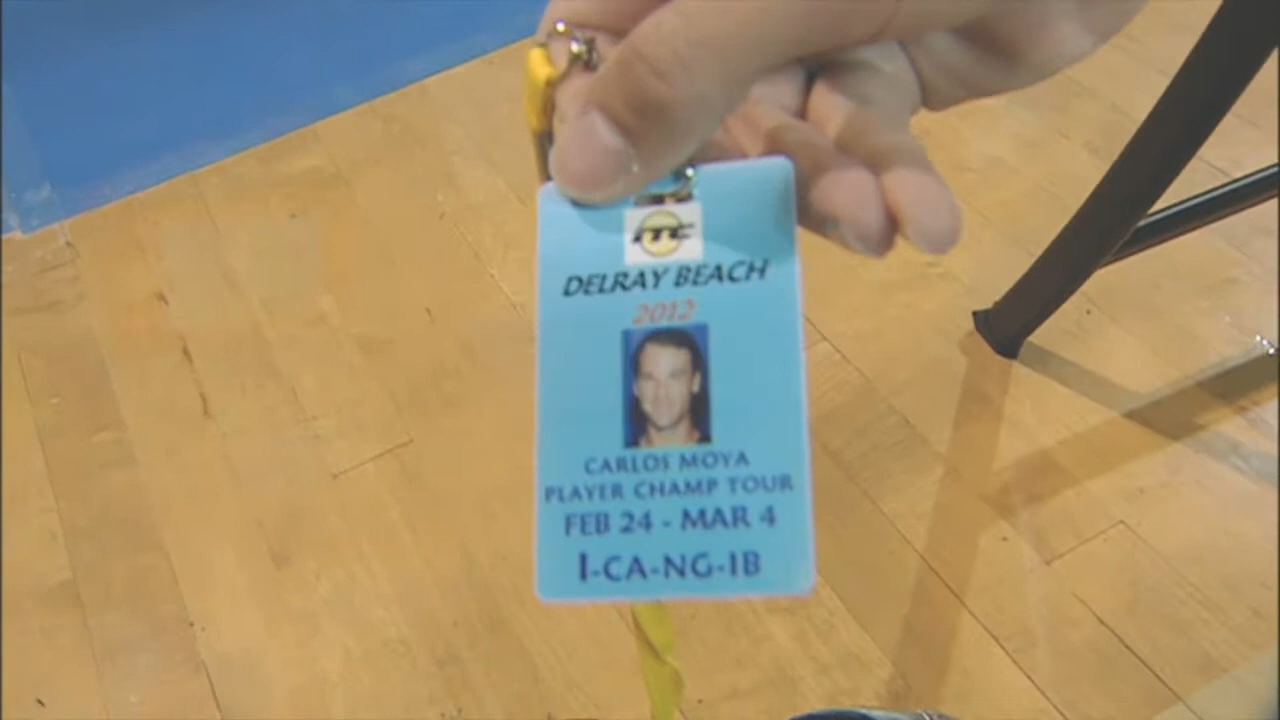 ITC
DELRAY BEACH
2012
CARLOS MOYA
PLAYER CHAMP TOUR
FEB 24 - MAR 4
I-CA-NG-IB